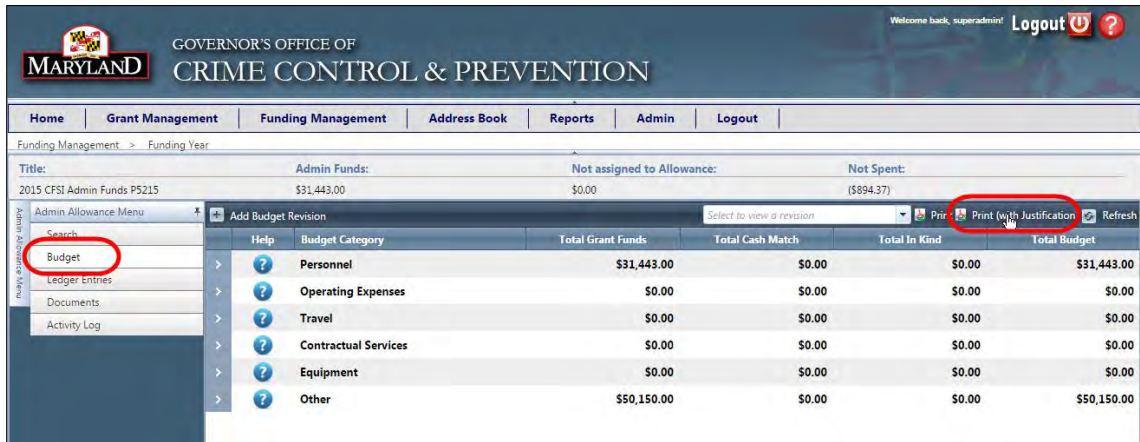 Welcome back, superadmin! Logout
MARYLAND
GOVERNOR'S OFFICE OF
CRIME CONTROL & PREVENTION
Home Grant Management Funding Management Address Book Reports Admin Logout
Funding Management > Funding Year
Title: Admin Funds: Not assigned to Allowance: Not Spent:
2015 CFSI Admin Funds P5215 $31,443.00 $0.00 ($894.37)
Admin Allowance Menu
Admin Allowance Menu
Search
Budget
Ledger Entries
Documents
Activity Log
Add Budget Revision Select to view a revision Print (with Justification Refresh
Help Budget Category Total Grant Funds Total Cash Match Total In Kind Total Budget
Personnel $31,443.00 $0.00 $0.00 $31,443.00
Operating Expenses $0.00 $0.00 $0.00 $0.00
Travel $0.00 $0.00 $0.00 $0.00
Contractual Services $0.00 $0.00 $0.00 $0.00
Equipment $0.00 $0.00 $0.00 $0.00
Other $50,150.00 $0.00 $0.00 $50,150.00